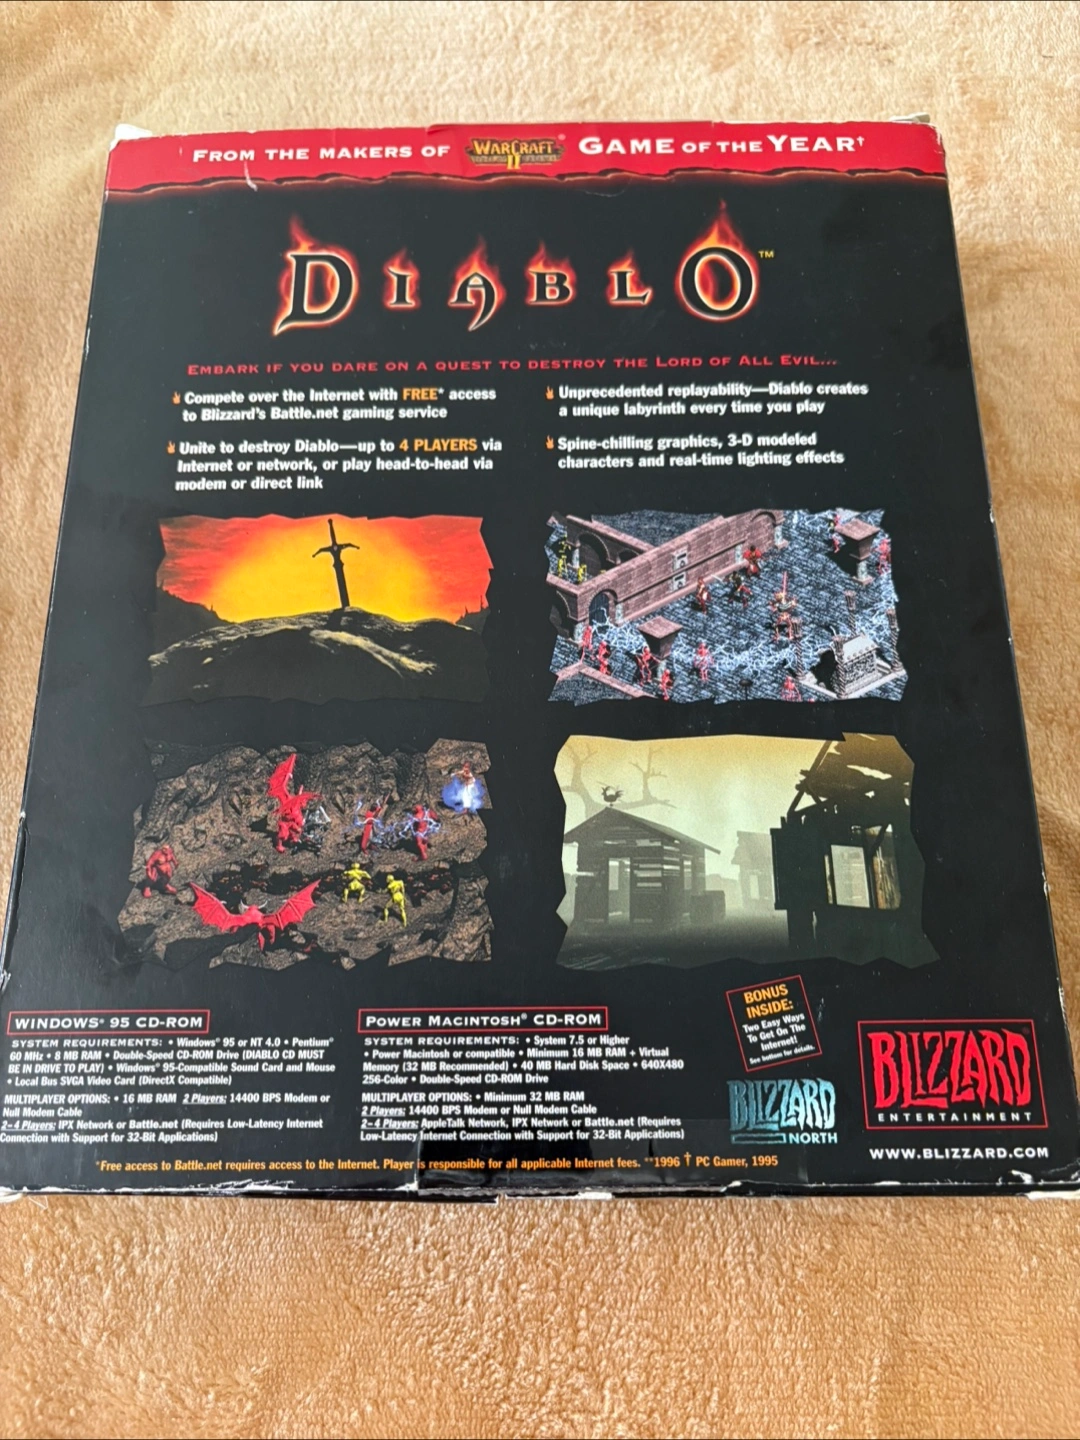 FROM THE MAKERS OF WARCRAFT II GAME OF THE YEAR†
DIABLO™
EMBARK IF YOU DARE ON A QUEST TO DESTROY THE LORD OF ALL EVIL...
Compete over the Internet with FREE* access
to Blizzard's Battle.net gaming service
Unite to destroy Diablo—up to 4 PLAYERS via
Internet or network, or play head-to-head via
modem or direct link
Unprecedented replayability—Diablo creates
a unique labyrinth every time you play
Spine-chilling graphics, 3-D modeled
characters and real-time lighting effects
WINDOWS® 95 CD-ROM
SYSTEM REQUIREMENTS: • Windows® 95 or NT 4.0 • Pentium®
60 MHz • 8 MB RAM • Double-Speed CD-ROM Drive (DIABLO CD MUST
BE IN DRIVE TO PLAY) • Windows® 95-Compatible Sound Card and Mouse
• Local Bus SVGA Video Card (DirectX Compatible)
MULTIPLAYER OPTIONS: • 16 MB RAM 2 Players: 14400 BPS Modem or
Null Modem Cable
2-4 Players: IPX Network or Battle.net (Requires Low-Latency Internet
Connection with Support for 32-Bit Applications)
POWER MACINTOSH® CD-ROM
SYSTEM REQUIREMENTS: • System 7.5 or Higher
• Power Macintosh or compatible • Minimum 16 MB RAM + Virtual
Memory (32 MB Recommended) • 40 MB Hard Disk Space • 640X480
256-Color • Double-Speed CD-ROM Drive
MULTIPLAYER OPTIONS: • Minimum 32 MB RAM
2 Players: 14400 BPS Modem or Null Modem Cable
2-4 Players: AppleTalk Network, IPX Network or Battle.net (Requires
Low-Latency Internet Connection with Support for 32-Bit Applications)
BONUS
INSIDE:
Two Easy Ways
To Get On The
Internet!
See bottom for details.
BLIZZARD
NORTH
BLIZZARD
ENTERTAINMENT
WWW.BLIZZARD.COM
*Free access to Battle.net requires access to the Internet. Player is responsible for all applicable Internet fees. **1996 † PC Gamer, 1995